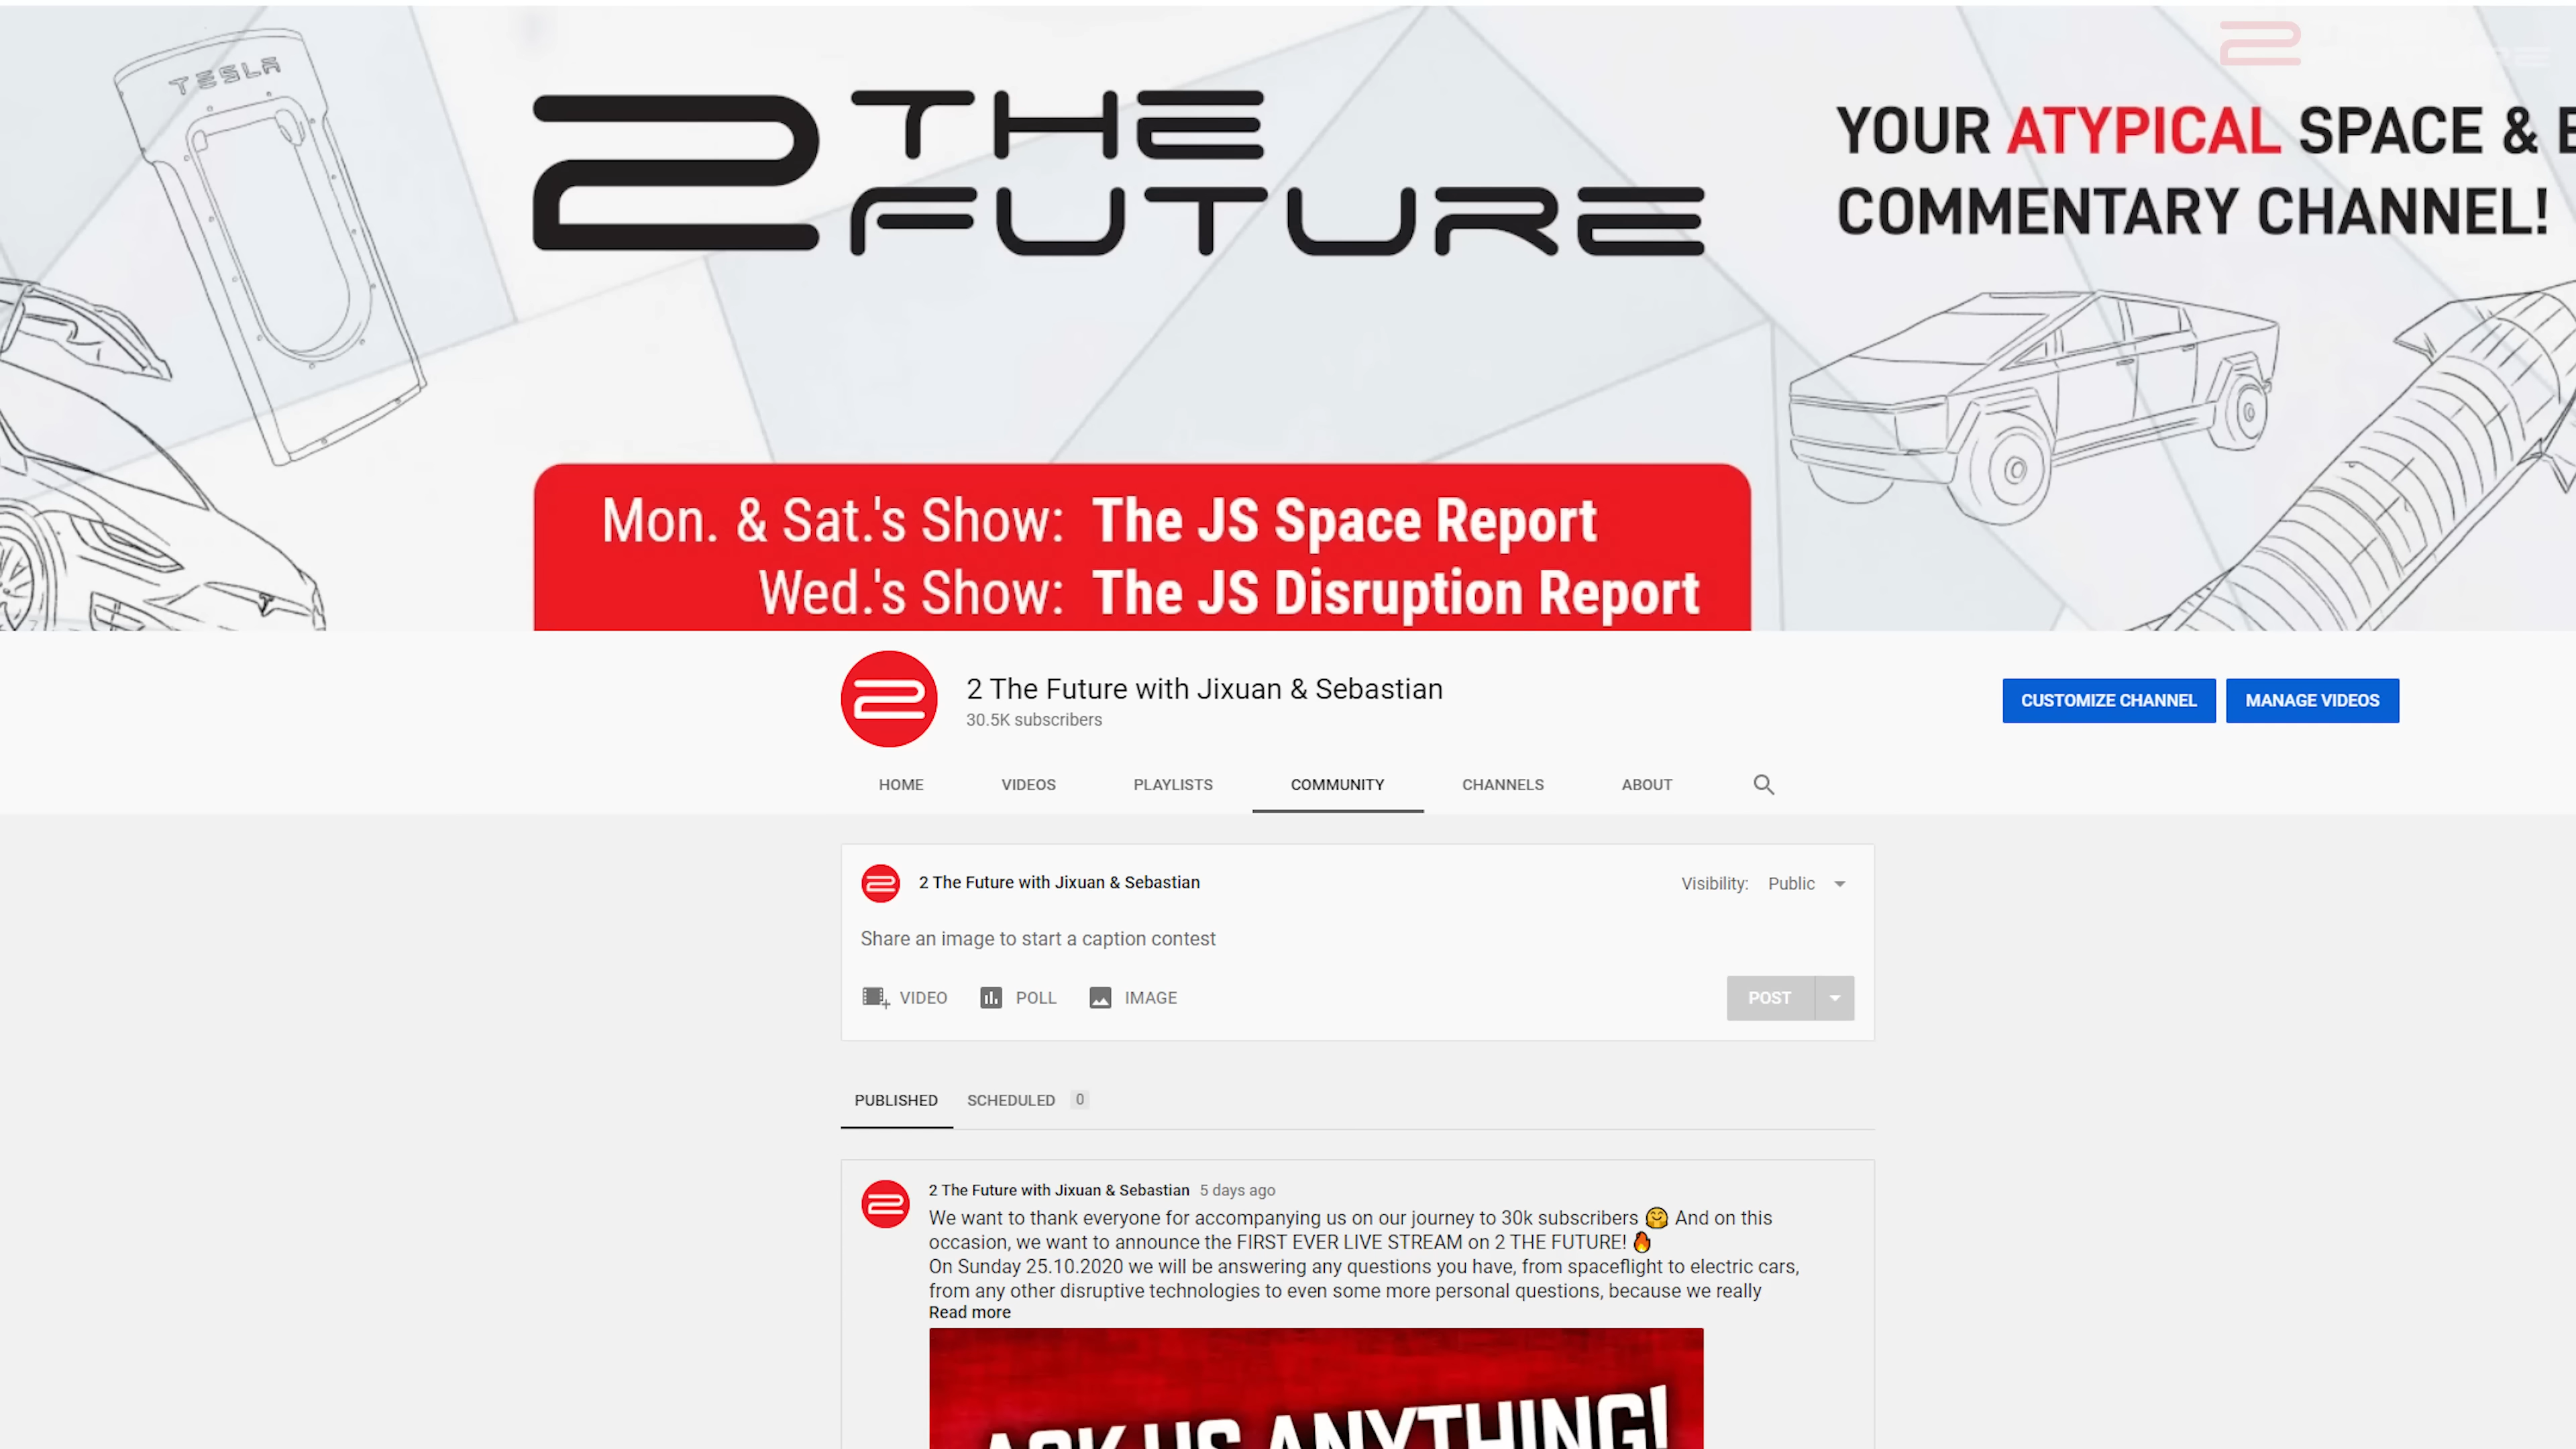 TESLA
2 THE
FUTURE
YOUR ATYPICAL SPACE &
COMMENTARY CHANNEL!
Mon. & Sat.'s Show: The JS Space Report
Wed.'s Show: The JS Disruption Report
2 The Future with Jixuan & Sebastian
30.5K subscribers
CUSTOMIZE CHANNEL
MANAGE VIDEOS
HOME VIDEOS PLAYLISTS COMMUNITY CHANNELS ABOUT
2 The Future with Jixuan & Sebastian
Visibility: Public
Share an image to start a caption contest
VIDEO POLL IMAGE
POST
PUBLISHED SCHEDULED 0
2 The Future with Jixuan & Sebastian 5 days ago
We want to thank everyone for accompanying us on our journey to 30k subscribers 🤗 And on this
occasion, we want to announce the FIRST EVER LIVE STREAM on 2 THE FUTURE! 🔥
On Sunday 25.10.2020 we will be answering any questions you have, from spaceflight to electric cars,
from any other disruptive technologies to even some more personal questions, because we really
Read more
ASK US ANYTHING!